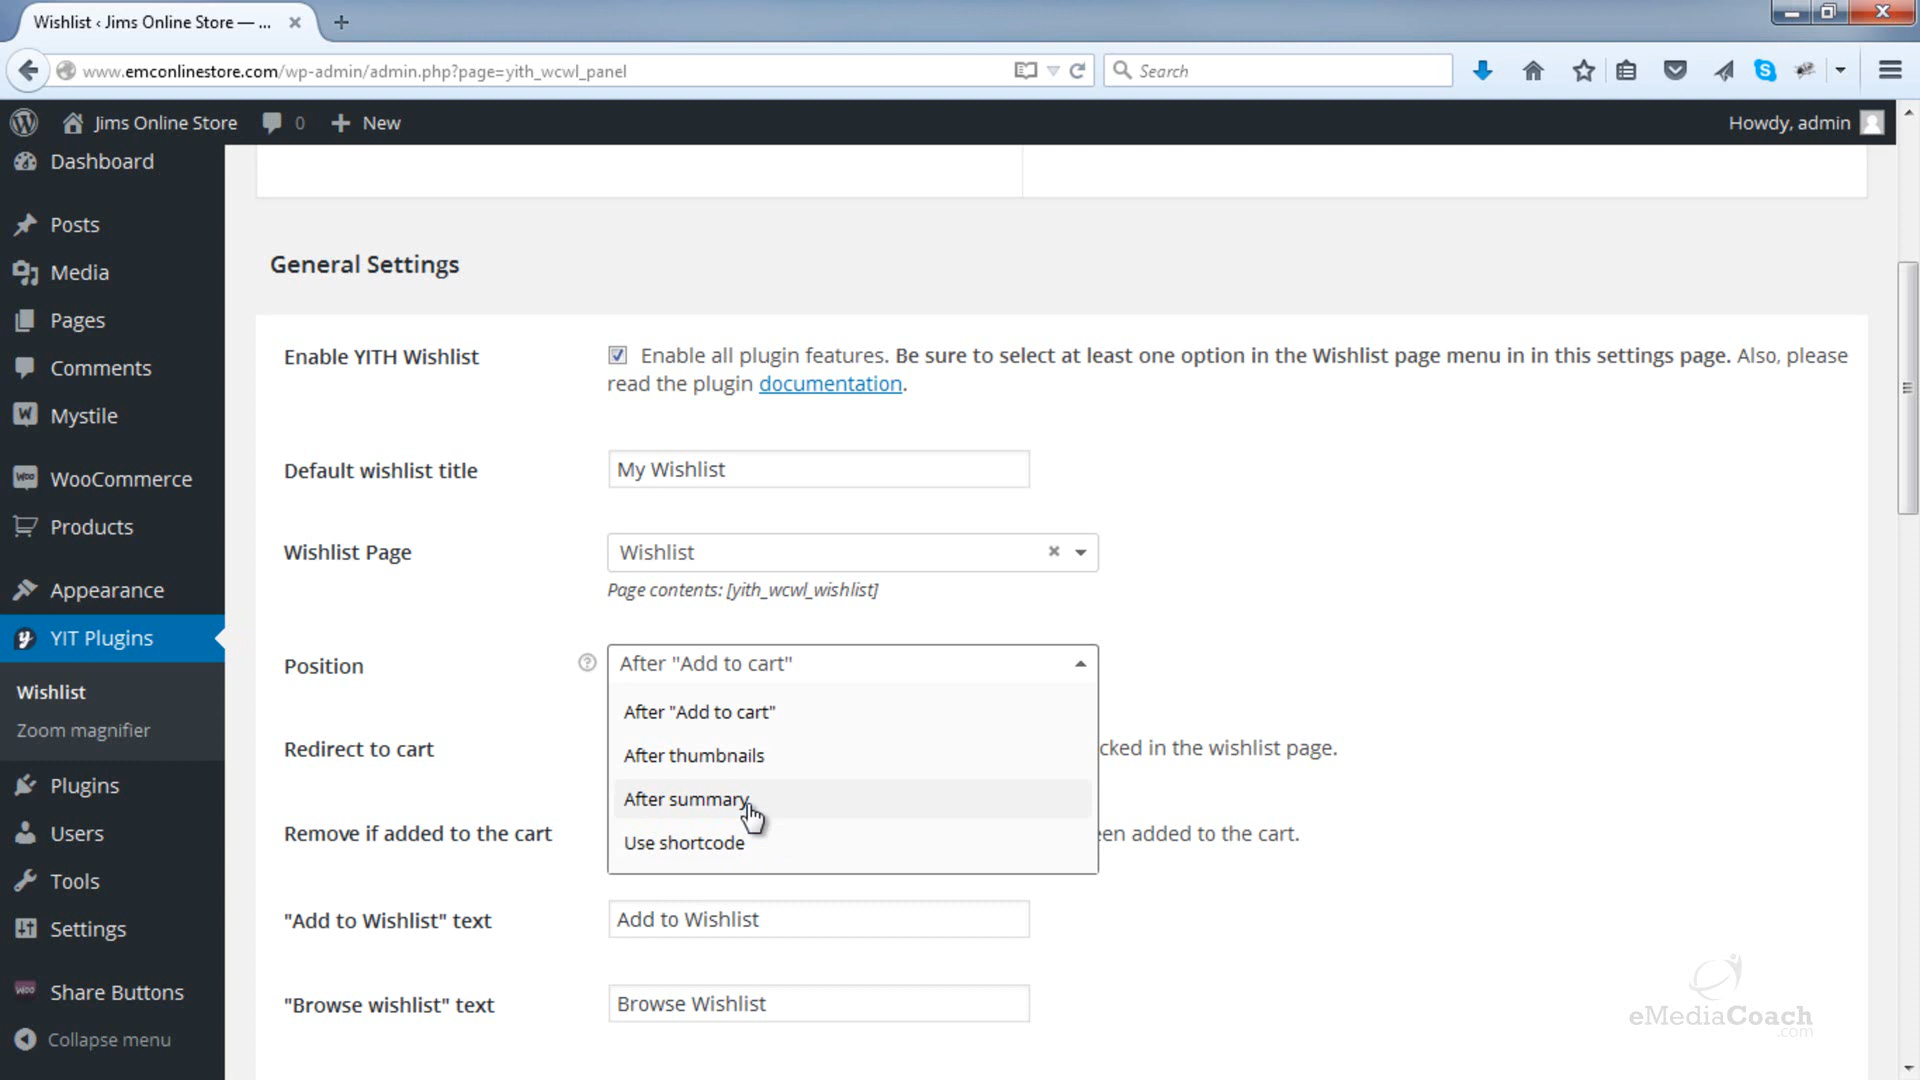 Wishlist ‹ Jims Online Store — ...
www.emconlinestore.com/wp-admin/admin.php?page=yith_wcwl_panel
Search
Jims Online Store
0
New
Howdy, admin
Dashboard
Posts
Media
Pages
Comments
Mystile
WooCommerce
Products
Appearance
YIT Plugins
Wishlist
Zoom magnifier
Plugins
Users
Tools
Settings
Share Buttons
Collapse menu
General Settings
Enable YITH Wishlist
Enable all plugin features. Be sure to select at least one option in the Wishlist page menu in in this settings page. Also, please
read the plugin documentation.
Default wishlist title
My Wishlist
Wishlist Page
Wishlist
Page contents: [yith_wcwl_wishlist]
Position
After "Add to cart"
After "Add to cart"
After thumbnails
After summary
Use shortcode
Redirect to cart
cked in the wishlist page.
Remove if added to the cart
en added to the cart.
"Add to Wishlist" text
Add to Wishlist
"Browse wishlist" text
Browse Wishlist
eMediaCoach
.com